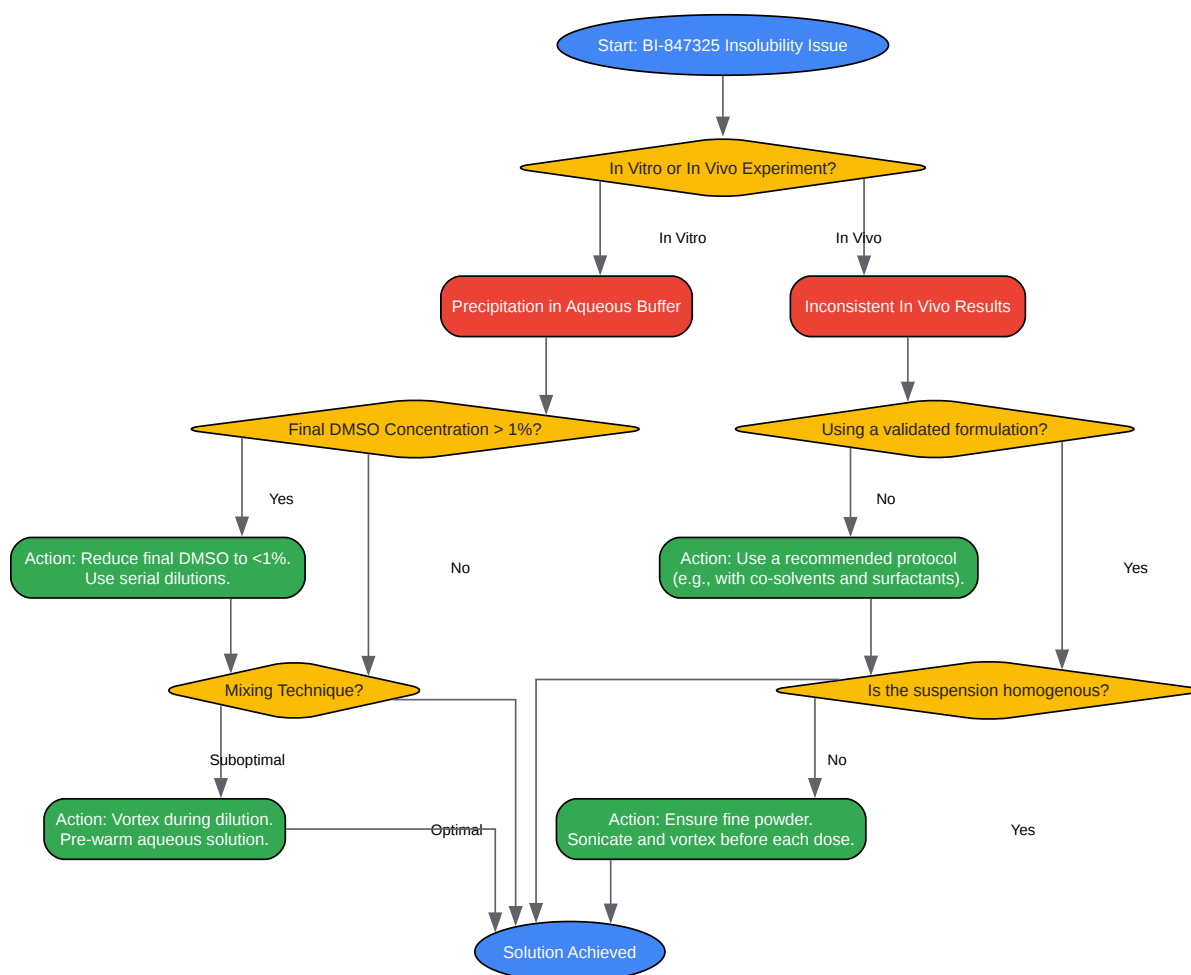 Start: BI-847325 Insolubility Issue
In Vitro or In Vivo Experiment?
In Vitro
In Vivo
Precipitation in Aqueous Buffer
Inconsistent In Vivo Results
Final DMSO Concentration > 1%?
Using a validated formulation?
Yes
No
Action: Reduce final DMSO to <1%.
Use serial dilutions.
No
Action: Use a recommended protocol
(e.g., with co-solvents and surfactants).
Yes
Mixing Technique?
Is the suspension homogenous?
Suboptimal
No
Action: Vortex during dilution.
Pre-warm aqueous solution.
Optimal
Action: Ensure fine powder.
Sonicate and vortex before each dose.
Yes
Solution Achieved